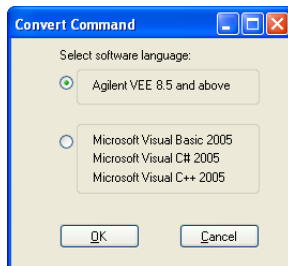 Convert Command
Select software language:
Agilent VEE 8.5 and above
Microsoft Visual Basic 2005
Microsoft Visual C# 2005
Microsoft Visual C++ 2005
OK
Cancel